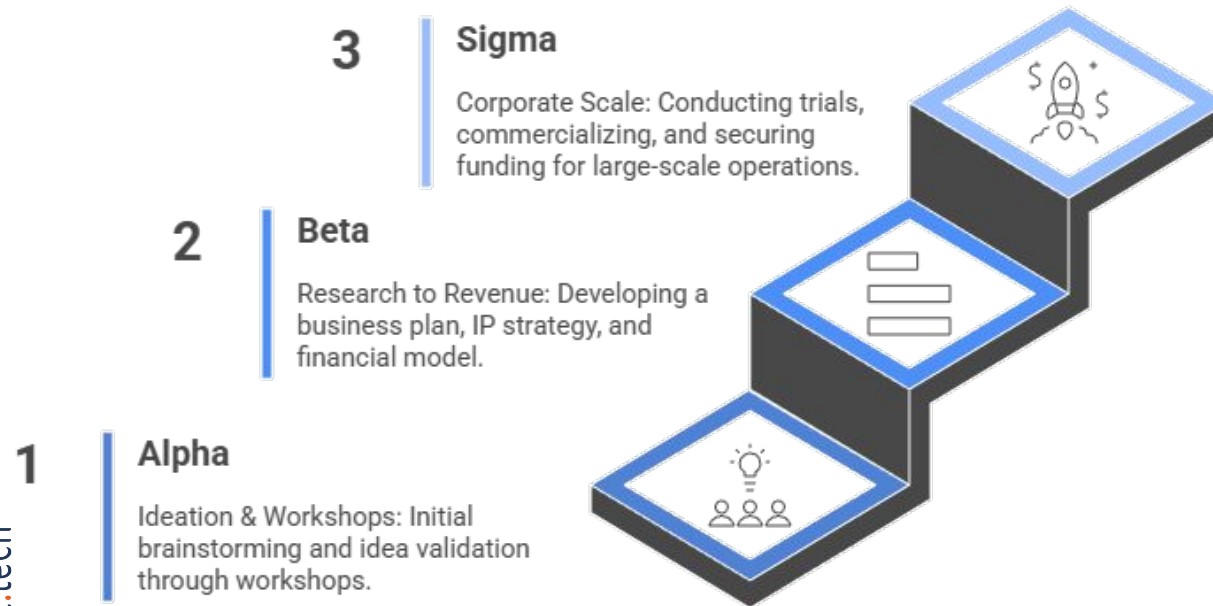 3
Sigma
Corporate Scale: Conducting trials,
commercializing, and securing
funding for large-scale operations.
$
$
2
Beta
Research to Revenue: Developing a
business plan, IP strategy, and
financial model.
1
Alpha
Ideation & Workshops: Initial
brainstorming and idea validation
through workshops.